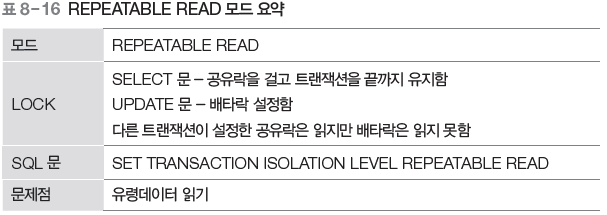 표 8-16 REPEATABLE READ 모드 요약
모드 REPEATABLE READ
SELECT 문 – 공유락을 걸고 트랜잭션을 끝까지 유지함
LOCK UPDATE 문 – 배타락 설정함
다른 트랜잭션이 설정한 공유락은 읽지만 배타락은 읽지 못함
SQL 문 SET TRANSACTION ISOLATION LEVEL REPEATABLE READ
문제점 유령데이터 읽기